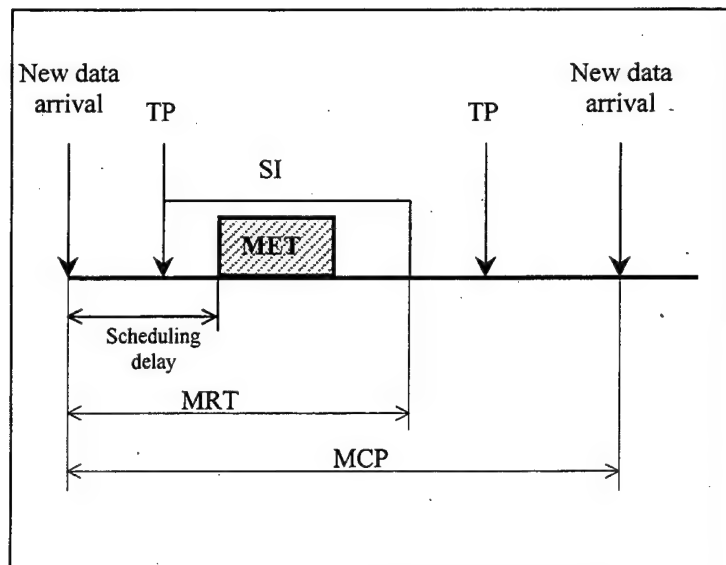 New data
arrival
TP
TP
New data
arrival
SI
MET
Scheduling
delay
MRT
MCP